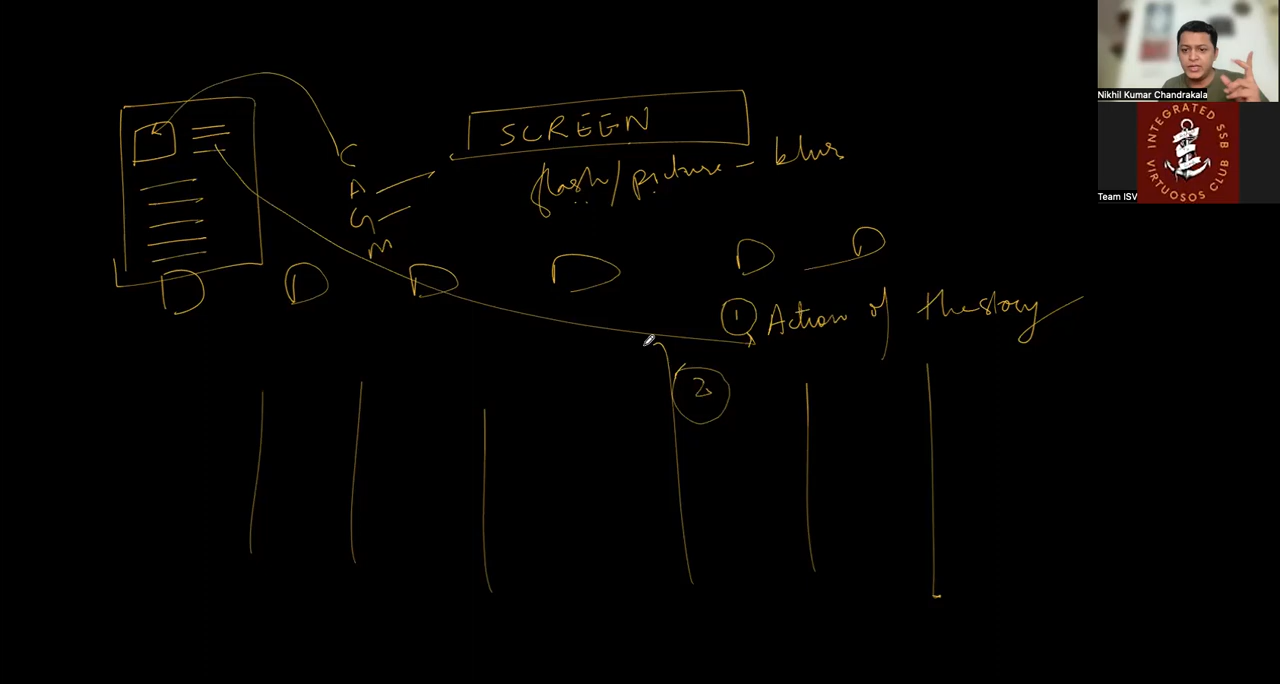 Nikhil Kumar Chandrakala
INTEGRATED SSB
VIRTUOSOS CLUB
Team ISV
SCREEN
flash/picture - blur
C
A
G
M
D D D D D D
① Action of the story
②